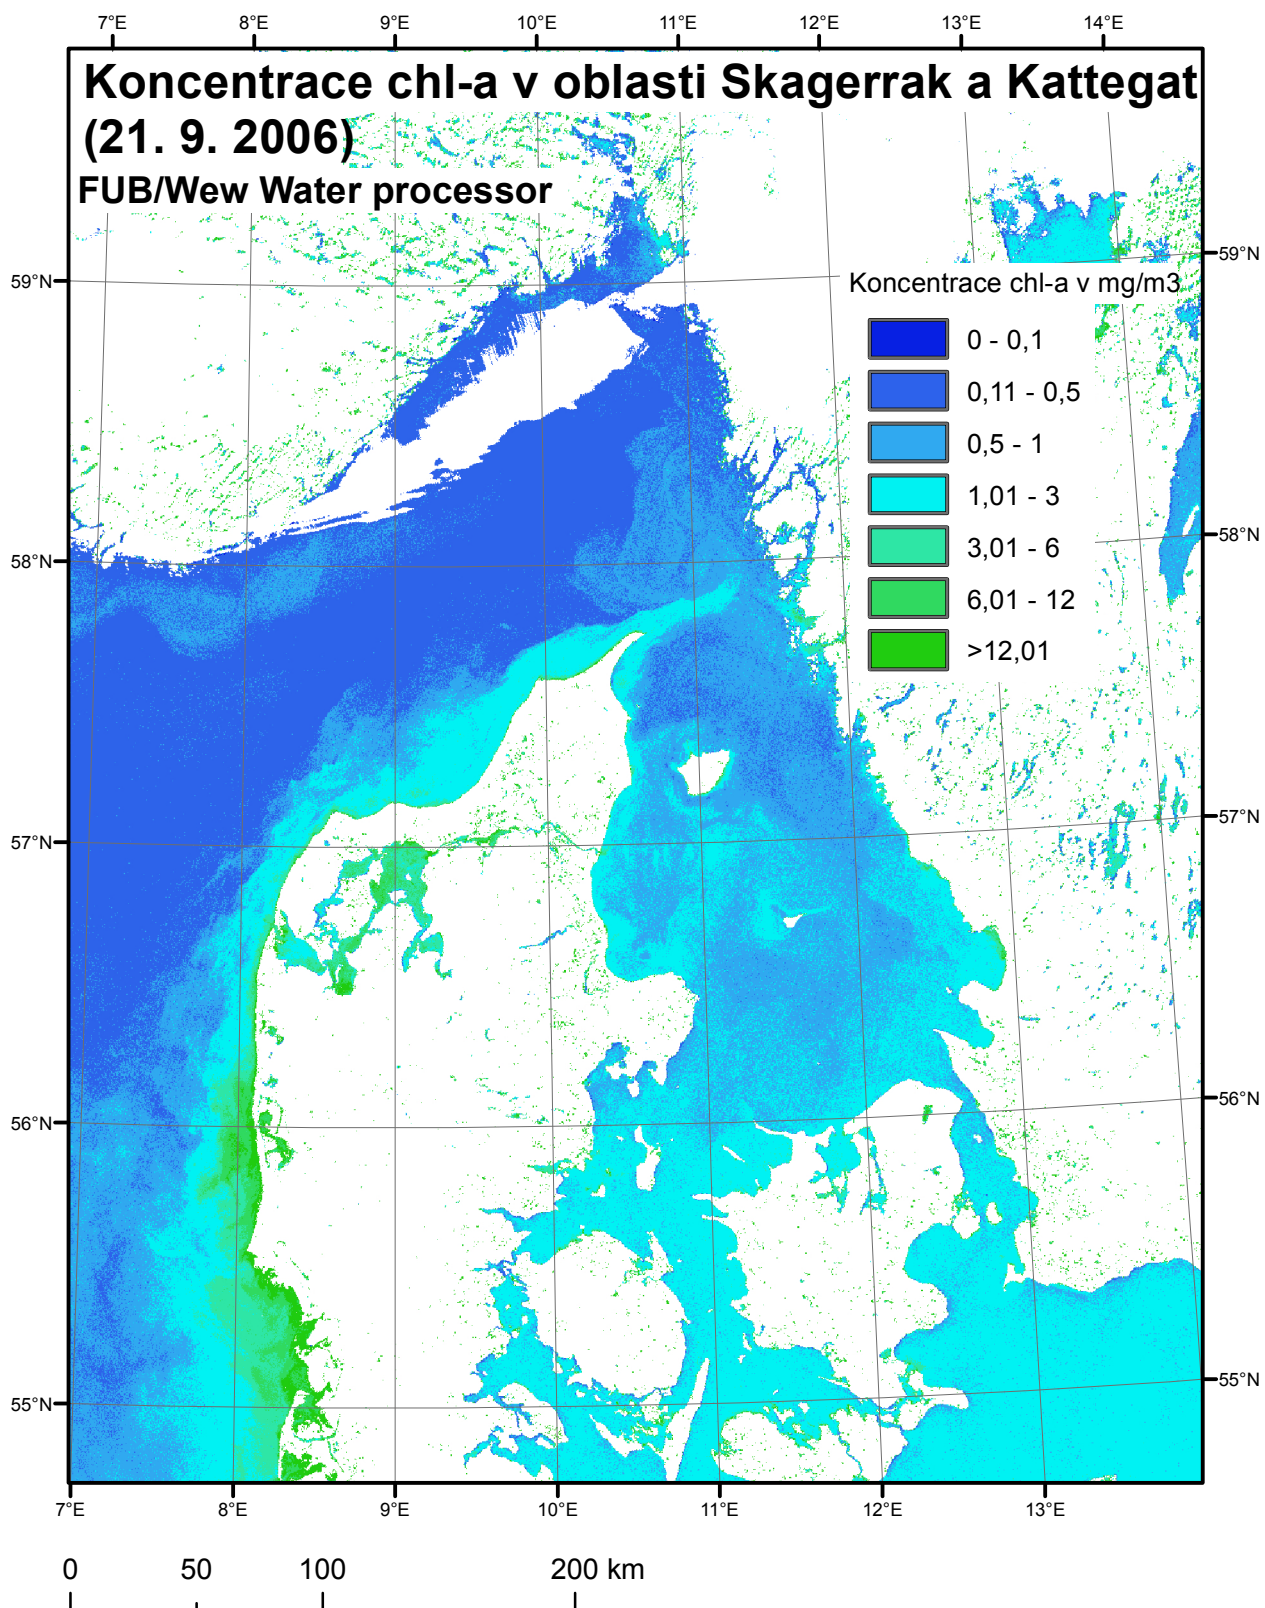 7°E 8°E 9°E 10°E 11°E 12°E 13°E 14°E
Koncentrace chl-a v oblasti Skagerrak a Kattegat
(21. 9. 2006)
FUB/Wew Water processor
59°N 59°N
Koncentrace chl-a v mg/m3
0 - 0,1
0,11 - 0,5
0,5 - 1
1,01 - 3
3,01 - 6
6,01 - 12
>12,01
58°N 58°N
57°N 57°N
56°N 56°N
55°N 55°N
7°E 8°E 9°E 10°E 11°E 12°E 13°E
0 50 100 200 km